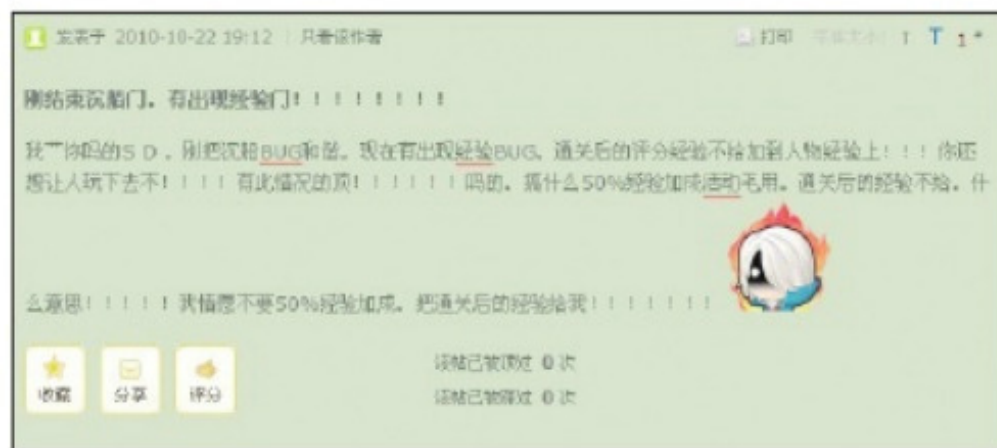 发表于 2010-10-22 19:12 | 只看该作者 打印 字体大小: T T 1#
刚结束沉船门，有出现经验门！！！！！！！！
我艹你吗的S D ，刚把沉船BUG和谐。现在有出现经验BUG。通关后的评分经验不给加到人物经验上！！！你还
想让人玩下去不！！！！有此情况的顶！！！！！！吗的。搞什么50%经验加成活动毛用。通关后的经验不给。什
么意思！！！！！我情愿不要50%经验加成。把通关后的经验给我！！！！！！！
收藏 分享 评分
该帖已被顶过 0 次
该帖已被踩过 0 次